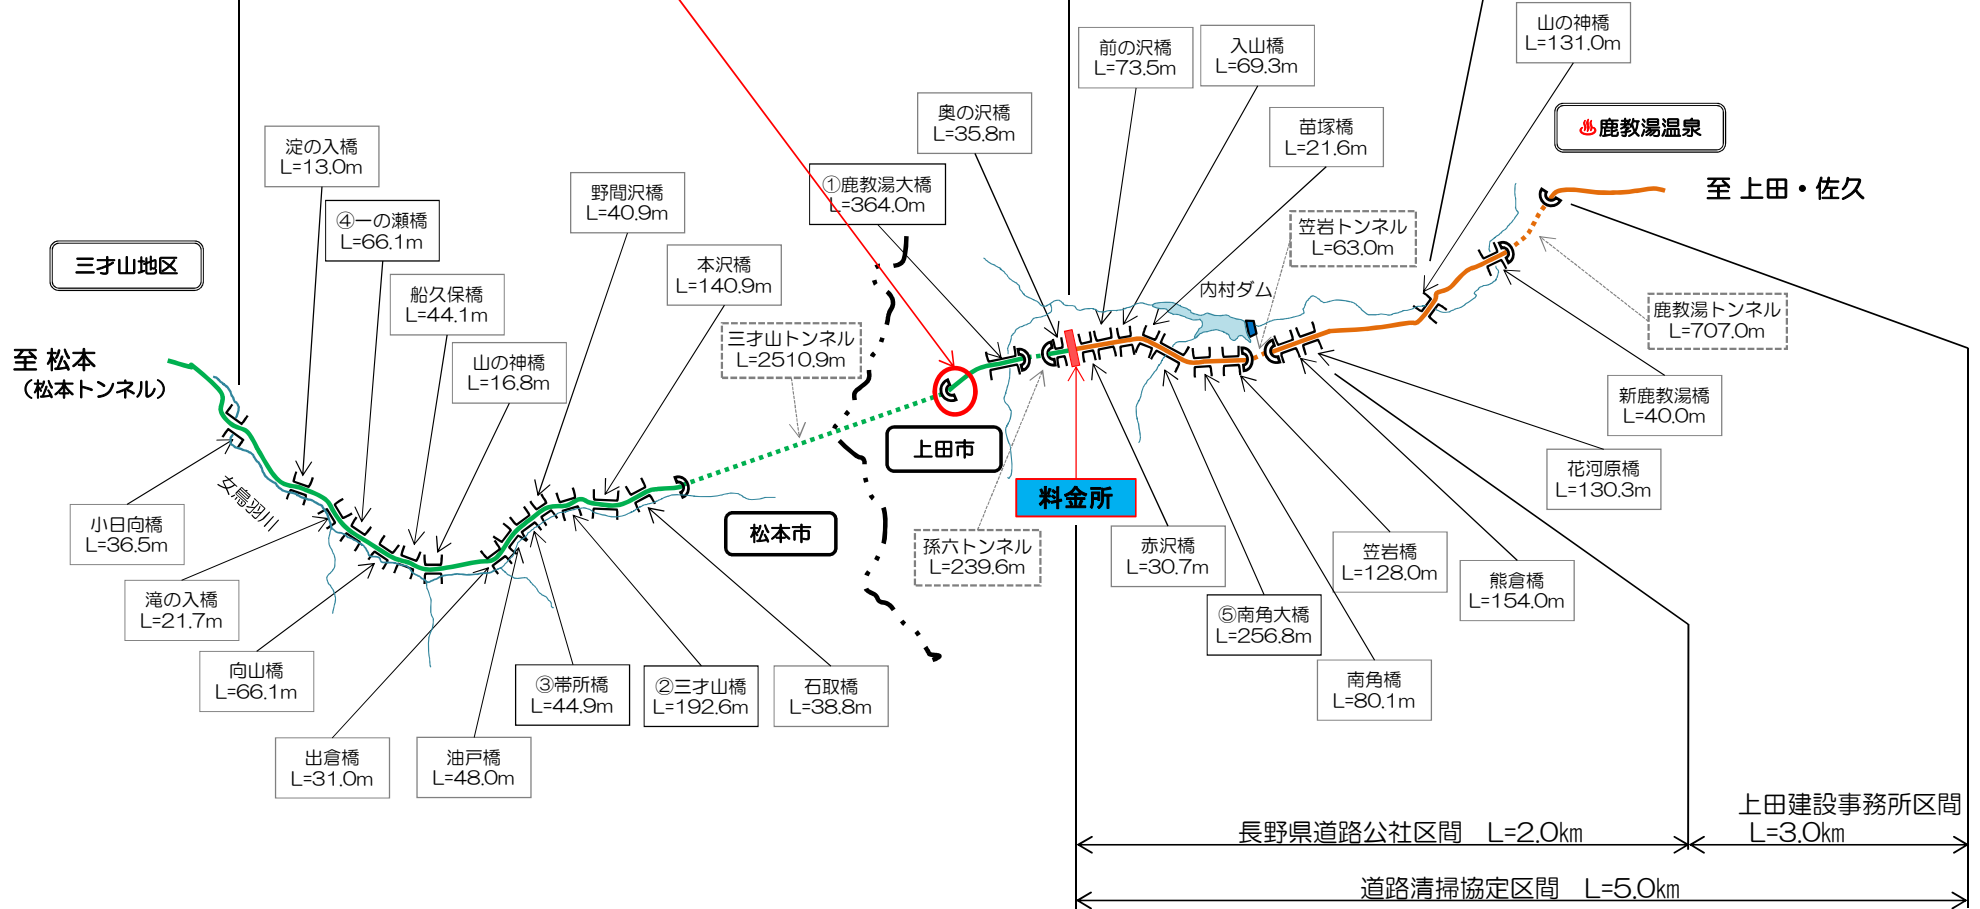 山の神橋
L=131.0m
前の沢橋
L=73.5m
入山橋
L=69.3m
奥の沢橋
L=35.8m
苗塚橋
L=21.6m
♨鹿教湯温泉
淀の入橋
L=13.0m
①鹿教湯大橋
L=364.0m
野間沢橋
L=40.9m
至 上田・佐久
④一の瀬橋
L=66.1m
笠岩トンネル
L=63.0m
三才山地区
本沢橋
L=140.9m
船久保橋
L=44.1m
内村ダム
鹿教湯トンネル
L=707.0m
三才山トンネル
L=2510.9m
至 松本
（松本トンネル）
山の神橋
L=16.8m
新鹿教湯橋
L=40.0m
上田市
花河原橋
L=130.3m
料金所
女鳥羽川
小日向橋
L=36.5m
松本市
孫六トンネル
L=239.6m
赤沢橋
L=30.7m
笠岩橋
L=128.0m
熊倉橋
L=154.0m
滝の入橋
L=21.7m
⑤南角大橋
L=256.8m
向山橋
L=66.1m
③帯所橋
L=44.9m
②三才山橋
L=192.6m
石取橋
L=38.8m
南角橋
L=80.1m
出倉橋
L=31.0m
油戸橋
L=48.0m
上田建設事務所区間
L=3.0㎞
長野県道路公社区間 L=2.0㎞
道路清掃協定区間 L=5.0㎞